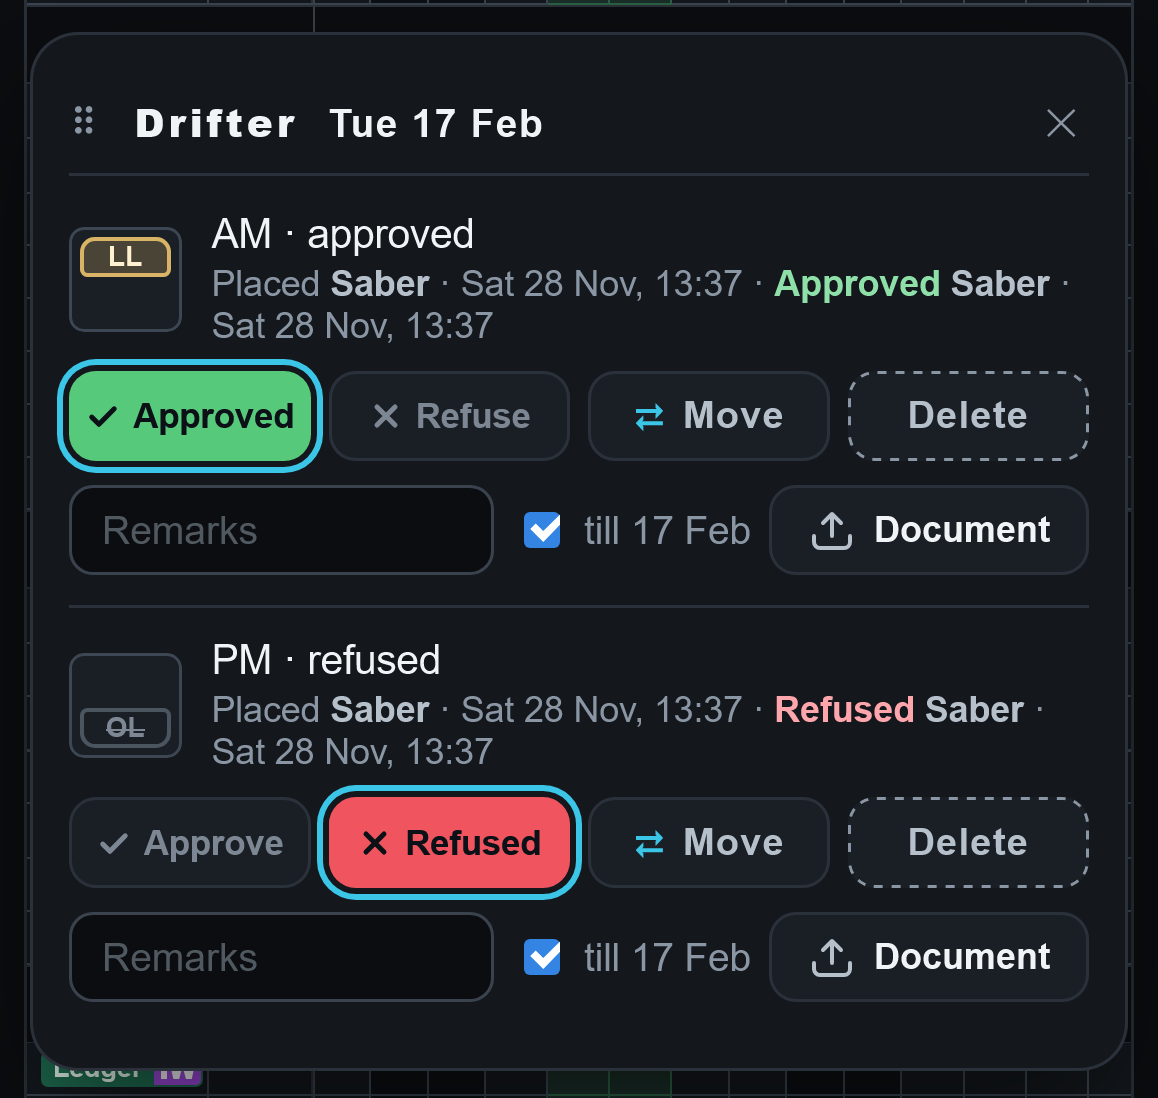 Drifter Tue 17 Feb
LL
AM · approved
Placed Saber · Sat 28 Nov, 13:37 · Approved Saber ·
Sat 28 Nov, 13:37
Approved Refuse Move Delete
Remarks till 17 Feb Document
PM · refused
OL
Placed Saber · Sat 28 Nov, 13:37 · Refused Saber ·
Sat 28 Nov, 13:37
Approve Refused Move Delete
Remarks till 17 Feb Document
Ledger